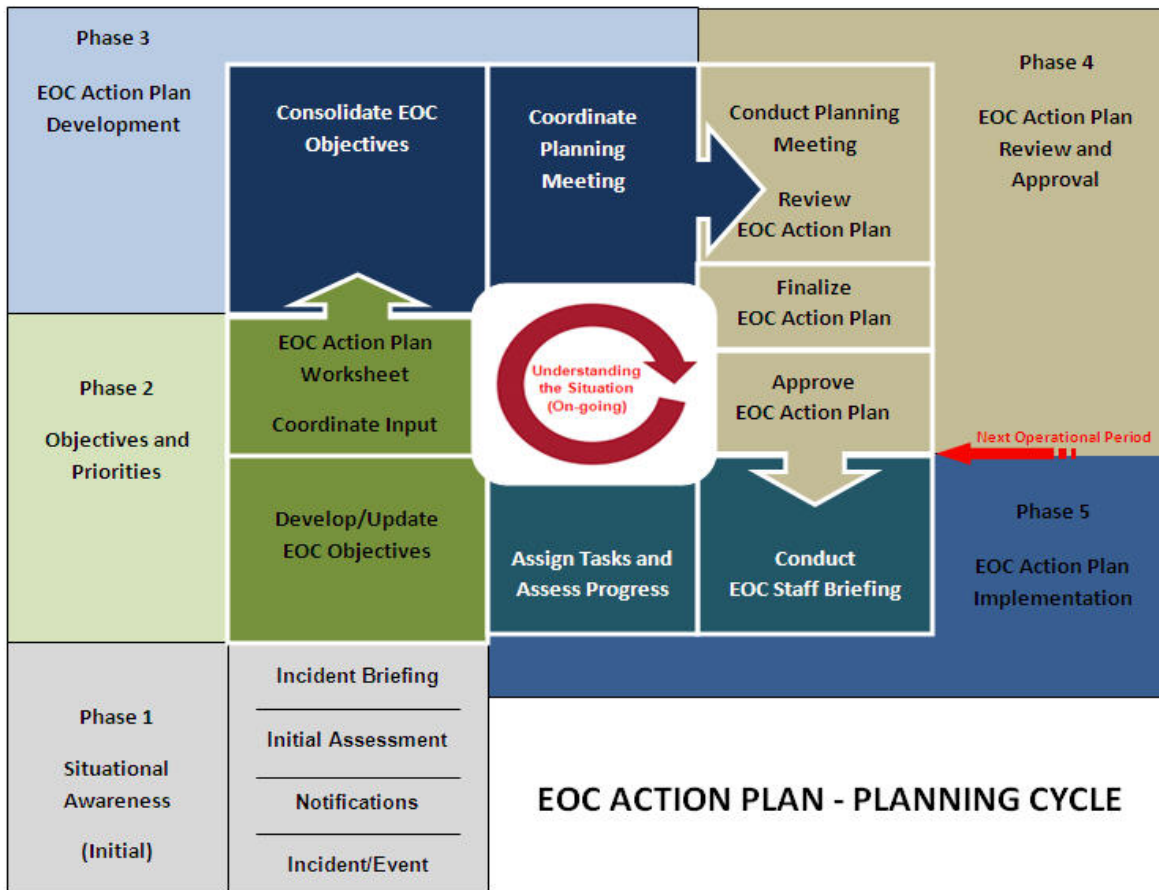 Phase 3
EOC Action Plan
Development
Consolidate EOC
Objectives
Coordinate
Planning
Meeting
Conduct Planning
Meeting
Review
EOC Action Plan
Phase 4
EOC Action Plan
Review and
Approval
Finalize
EOC Action Plan
Approve
EOC Action Plan
Phase 2
Objectives and
Priorities
EOC Action Plan
Worksheet
Coordinate Input
Understanding
the Situation
(On-going)
Next Operational Period
Develop/Update
EOC Objectives
Assign Tasks and
Assess Progress
Conduct
EOC Staff Briefing
Phase 5
EOC Action Plan
Implementation
Phase 1
Situational
Awareness
(Initial)
Incident Briefing
Initial Assessment
Notifications
Incident/Event
EOC ACTION PLAN - PLANNING CYCLE